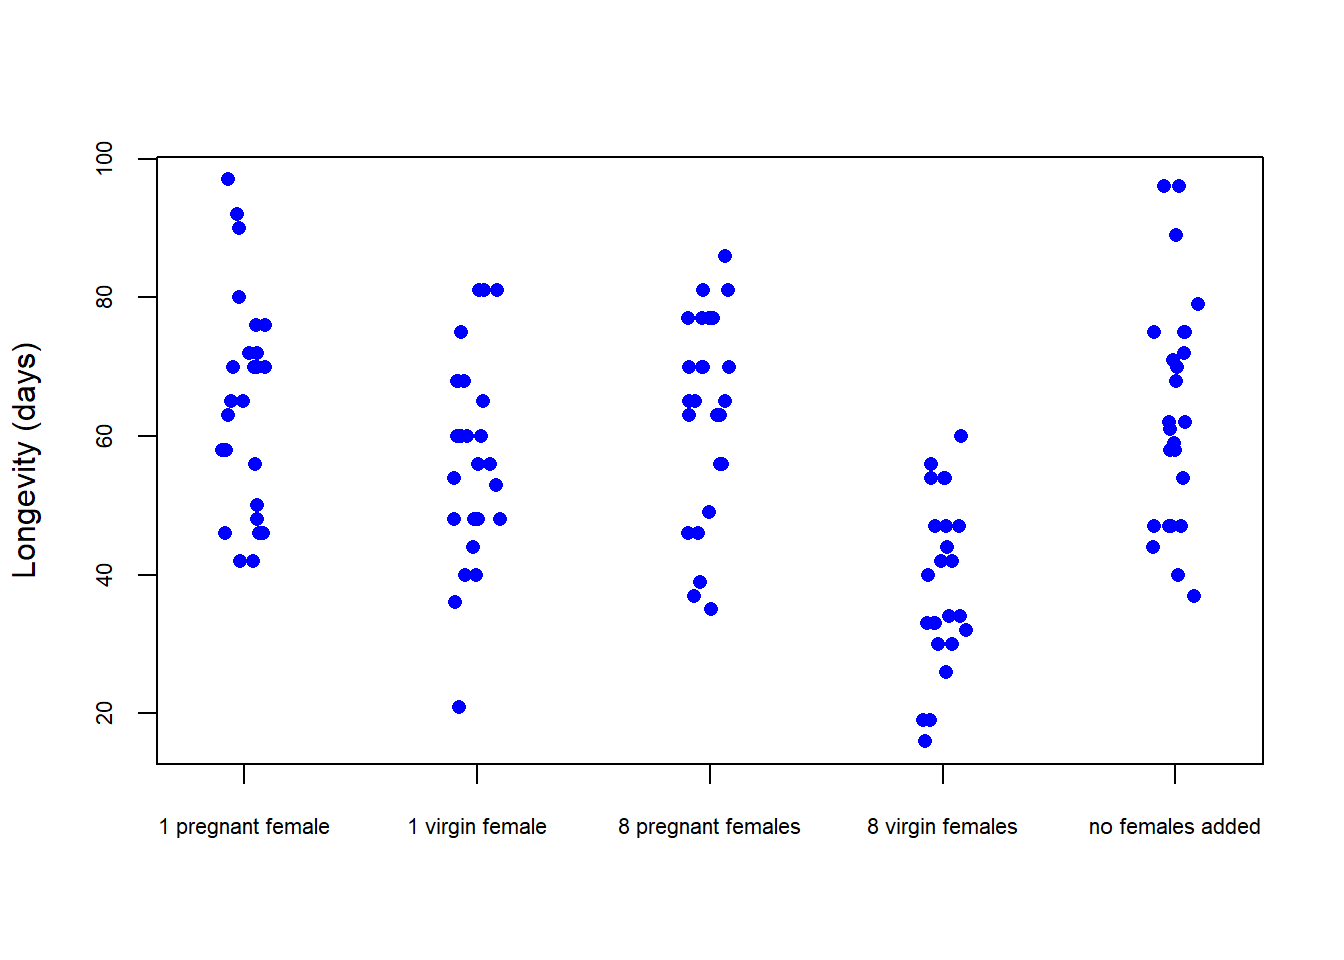 Longevity (days)
100
80
60
40
20
1 pregnant female
1 virgin female
8 pregnant females
8 virgin females
no females added